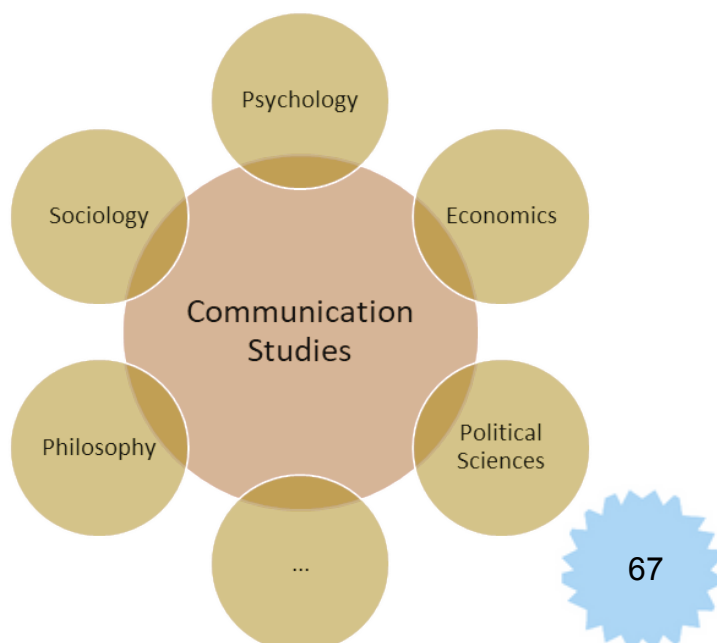 Psychology
Sociology
Economics
Communication
Studies
Philosophy
Political
Sciences
...
67